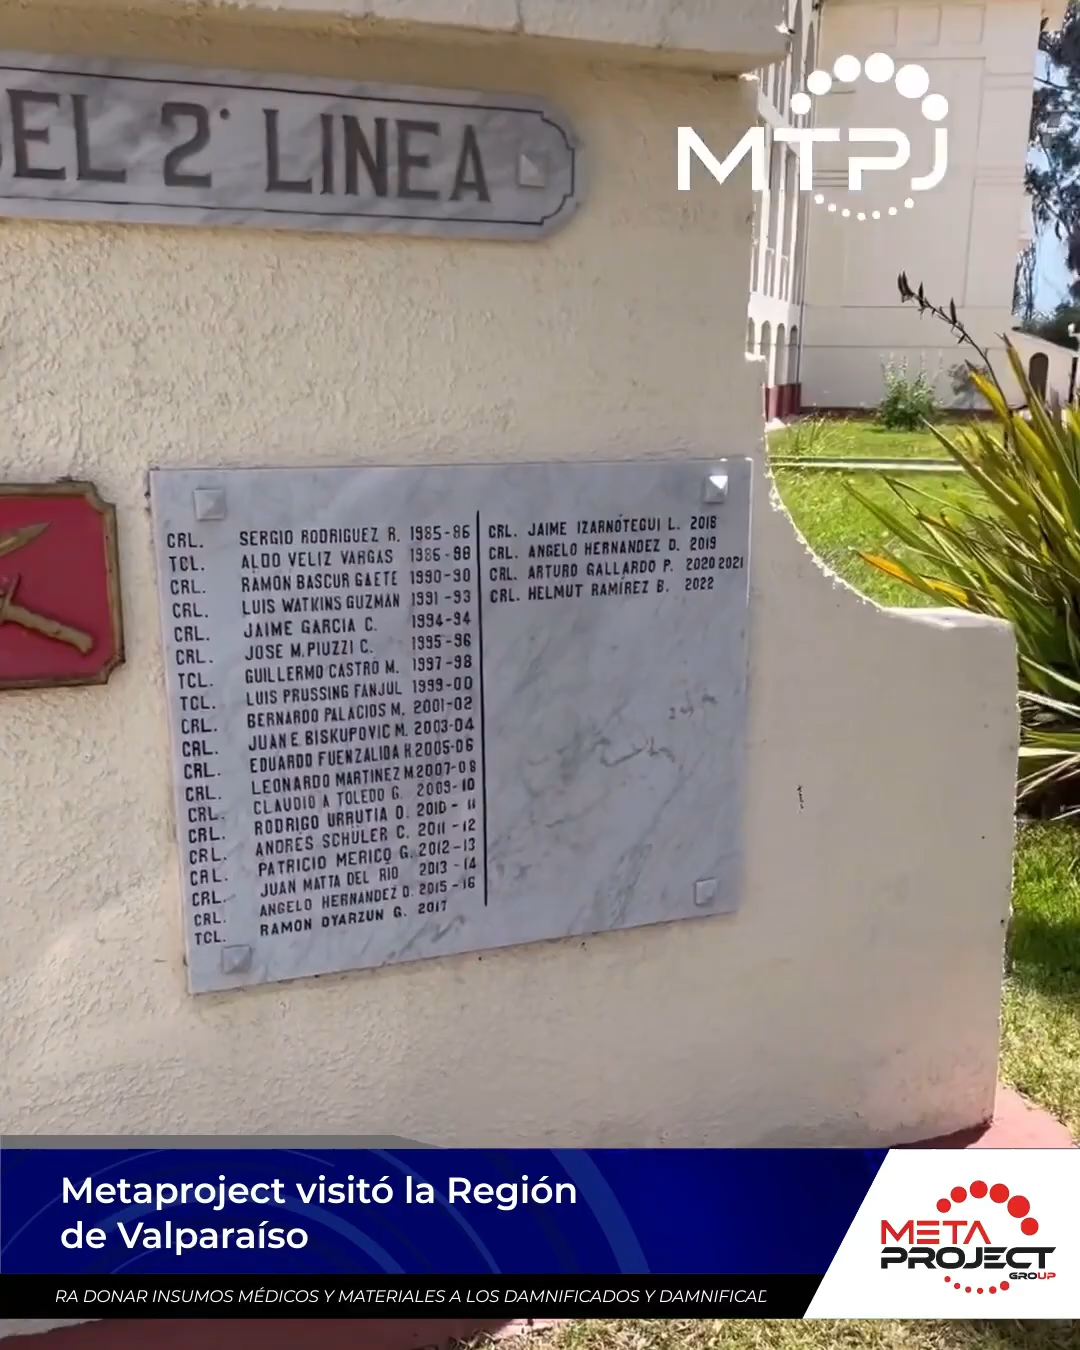 EL 2° LINEA
MTPJ
CRL. SERGIO RODRIGUEZ R. 1985-86
TCL. ALDO VELIZ VARGAS 1986-98
CRL. RAMON BASCUR GAETE 1990-90
CRL. LUIS WATKINS GUZMAN 1991-93
CRL. JAIME GARCIA C. 1994-94
CRL. JOSE M. PIUZZI C. 1995-96
TCL. GUILLERMO CASTRO M. 1997-98
TCL. LUIS PRUSSING FANJUL 1999-00
CRL. BERNARDO PALACIOS M. 2001-02
CRL. JUAN E BISKUPOVIC M. 2003-04
CRL. EDUARDO FUENZALIDA H 2005-06
CRL. LEONARDO MARTINEZ M 2007-08
CRL. CLAUDIO A TOLEDO G. 2009-10
CRL. RODRIGO URRUTIA O. 2010-11
CRL. ANDRÉS SCHÜLER C. 2011-12
CRL. PATRICIO MERICQ G. 2012-13
CRL. JUAN MATTA DEL RIO 2013-14
CRL. ANGELO HERNANDEZ D. 2015-16
TCL. RAMON OYARZUN G. 2017
CRL. JAIME IZARNÓTEGUI L. 2018
CRL. ANGELO HERNANDEZ D. 2019
CRL. ARTURO GALLARDO P. 2020 2021
CRL. HELMUT RAMÍREZ B. 2022
Metaproject visitó la Región
de Valparaíso
RA DONAR INSUMOS MÉDICOS Y MATERIALES A LOS DAMNIFICADOS Y DAMNIFICAD
META
PROJECT
GROUP